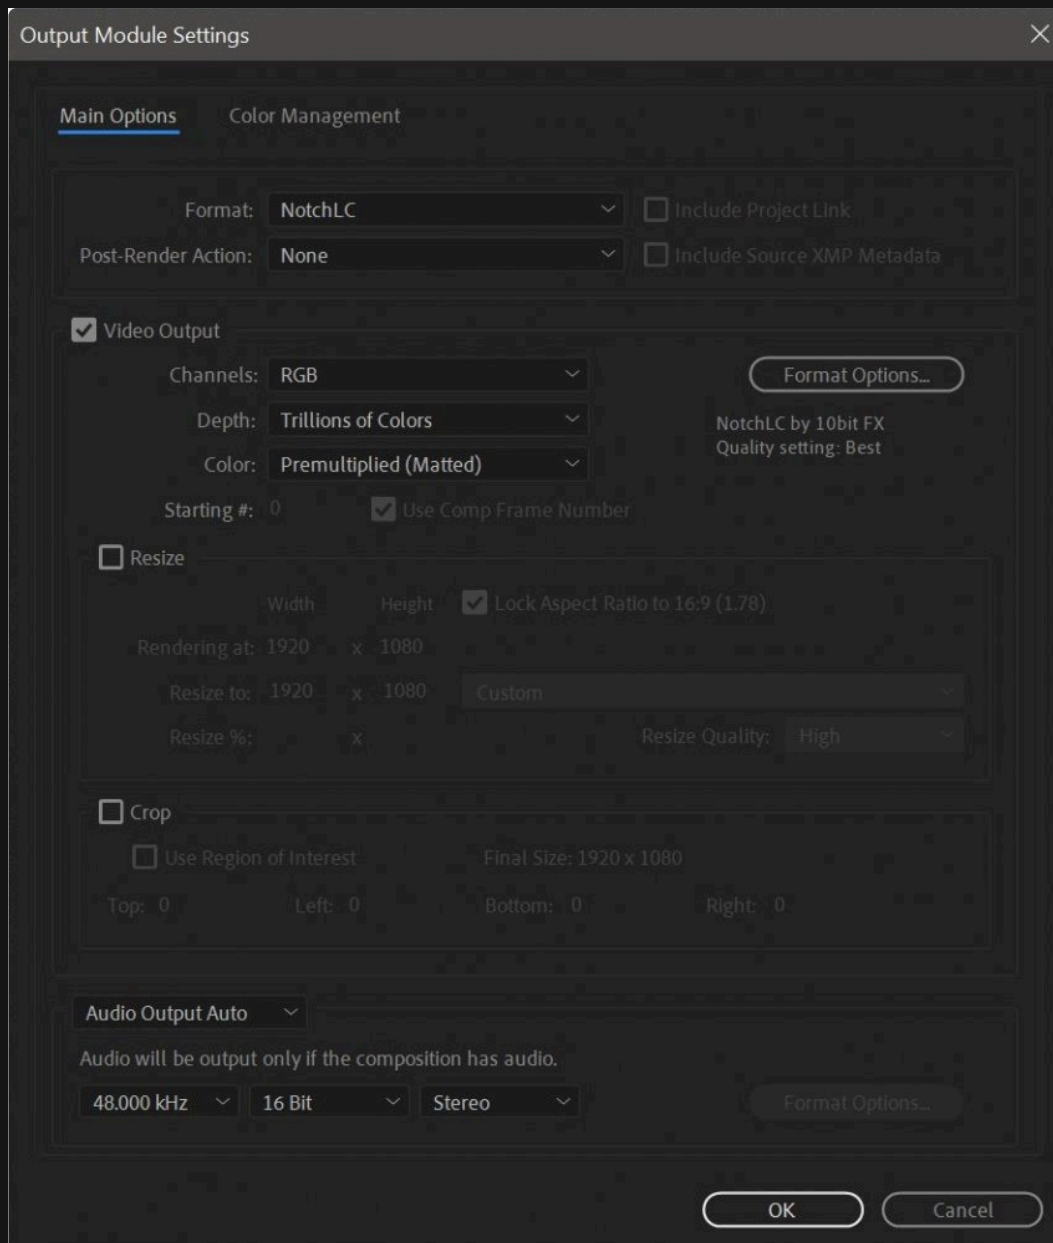 Output Module Settings
Main Options Color Management
Format: NotchLC Include Project Link
Post-Render Action: None Include Source XMP Metadata
Video Output
Channels: RGB Format Options...
Depth: Trillions of Colors NotchLC by 10bit FX
Quality setting: Best
Color: Premultiplied (Matted)
Starting #: 0 Use Comp Frame Number
Resize
Width Height Lock Aspect Ratio to 16:9 (1.78)
Rendering at: 1920 x 1080
Resize to: 1920 x 1080 Custom
Resize %: x Resize Quality: High
Crop
Use Region of Interest Final Size: 1920 x 1080
Top: 0 Left: 0 Bottom: 0 Right: 0
Audio Output Auto
Audio will be output only if the composition has audio.
48.000 kHz 16 Bit Stereo Format Options...
OK Cancel